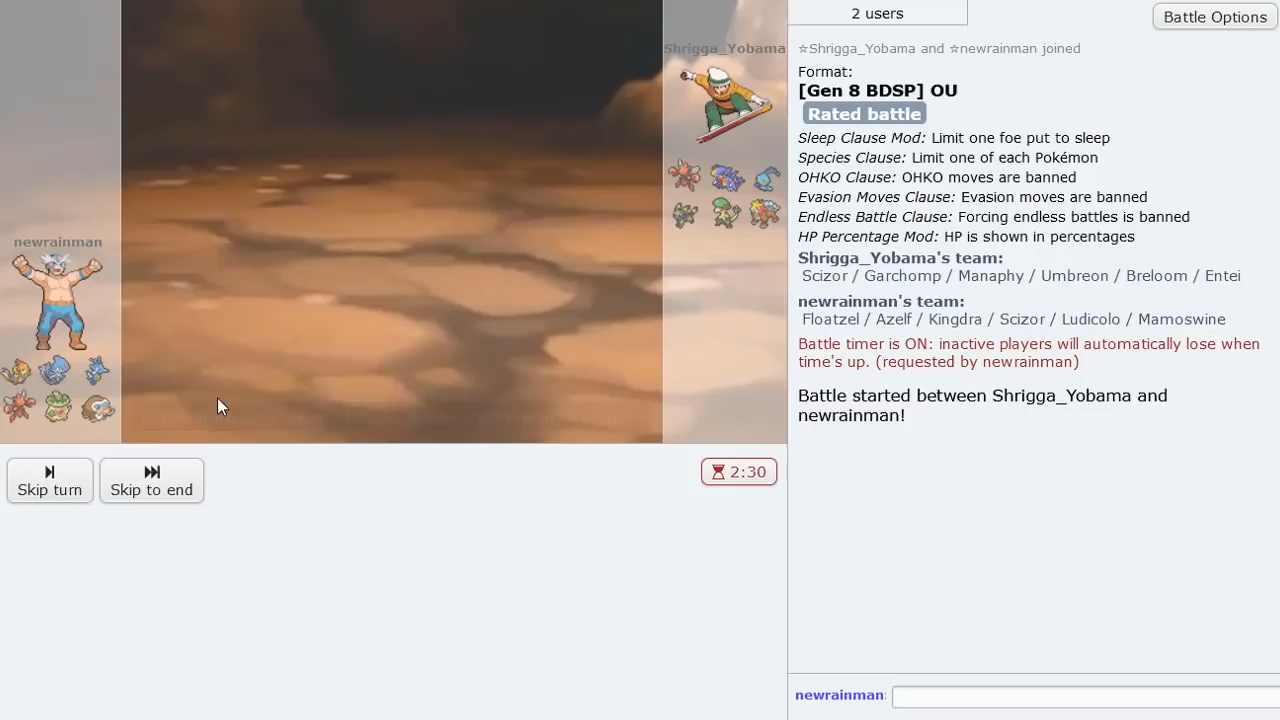 2 users
Battle Options
☆Shrigga_Yobama and ☆newrainman joined
Format:
[Gen 8 BDSP] OU
Rated battle
Sleep Clause Mod: Limit one foe put to sleep
Species Clause: Limit one of each Pokémon
OHKO Clause: OHKO moves are banned
Evasion Moves Clause: Evasion moves are banned
Endless Battle Clause: Forcing endless battles is banned
HP Percentage Mod: HP is shown in percentages
Shrigga_Yobama's team:
Scizor / Garchomp / Manaphy / Umbreon / Breloom / Entei
newrainman's team:
Floatzel / Azelf / Kingdra / Scizor / Ludicolo / Mamoswine
Battle timer is ON: inactive players will automatically lose when
time's up. (requested by newrainman)
Battle started between Shrigga_Yobama and
newrainman!
Shrigga_Yobama
newrainman
Skip turn
Skip to end
2:30
newrainman: